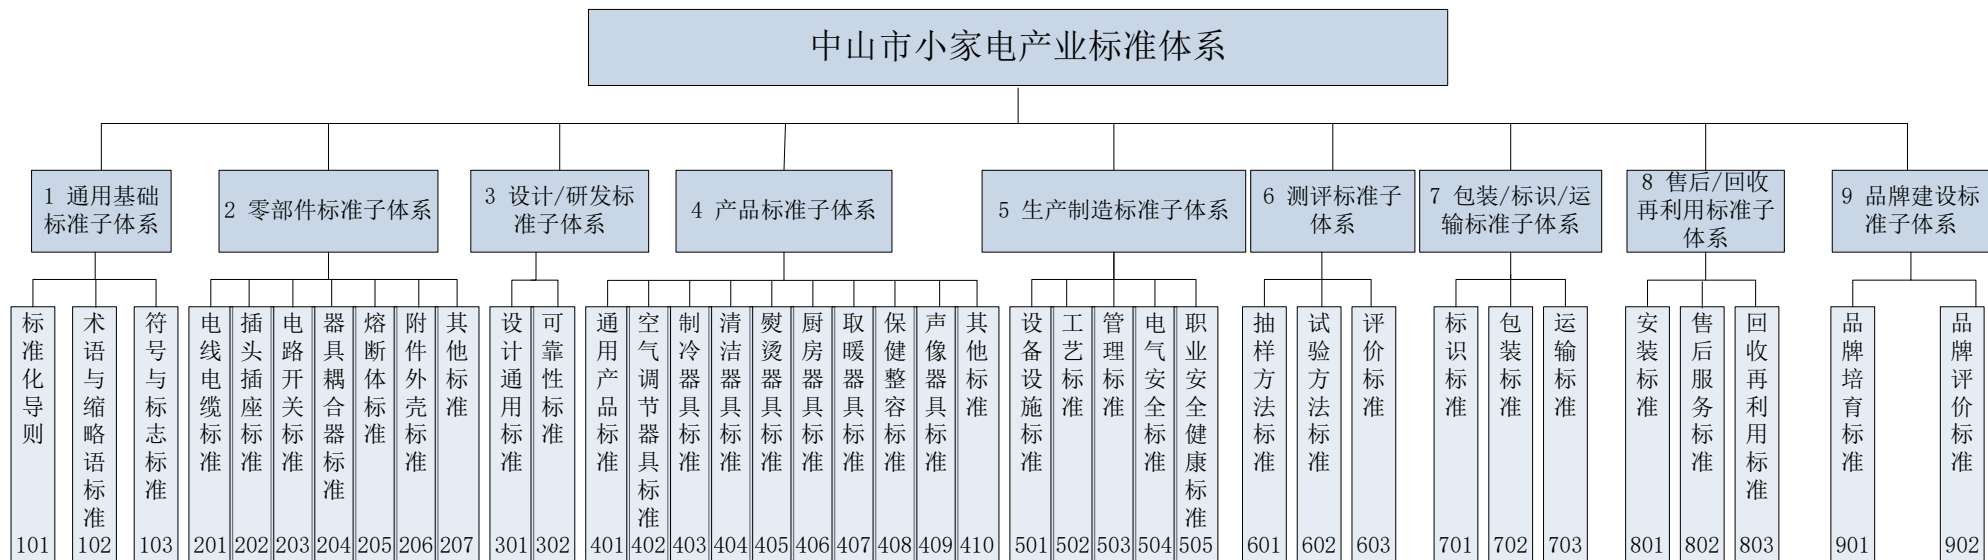 中山市小家电产业标准体系
1 通用基础
标准子体系
2 零部件标准子体系
3 设计/研发标
准子体系
4 产品标准子体系
5 生产制造标准子体系
6 测评标准子
体系
7 包装/标识/运
输标准子体系
8 售后/回收
再利用标准子
体系
9 品牌建设标
准子体系
标准化导则
101
术语与缩略语标准
102
符号与标志标准
103
电线电缆标准
201
插头插座标准
202
电路开关标准
203
器具耦合器标准
204
熔断体标准
205
附件外壳标准
206
其他标准
207
设计通用标准
301
可靠性标准
302
通用产品标准
401
空气调节器具标准
402
制冷器具标准
403
清洁器具标准
404
熨烫器具标准
405
厨房器具标准
406
取暖器具标准
407
保健整容标准
408
声像器具标准
409
其他标准
410
设备设施标准
501
工艺标准
502
管理标准
503
电气安全标准
504
职业安全健康标准
505
抽样方法标准
601
试验方法标准
602
评价标准
603
标识标准
701
包装标准
702
运输标准
703
安装标准
801
售后服务标准
802
回收再利用标准
803
品牌培育标准
901
品牌评价标准
902